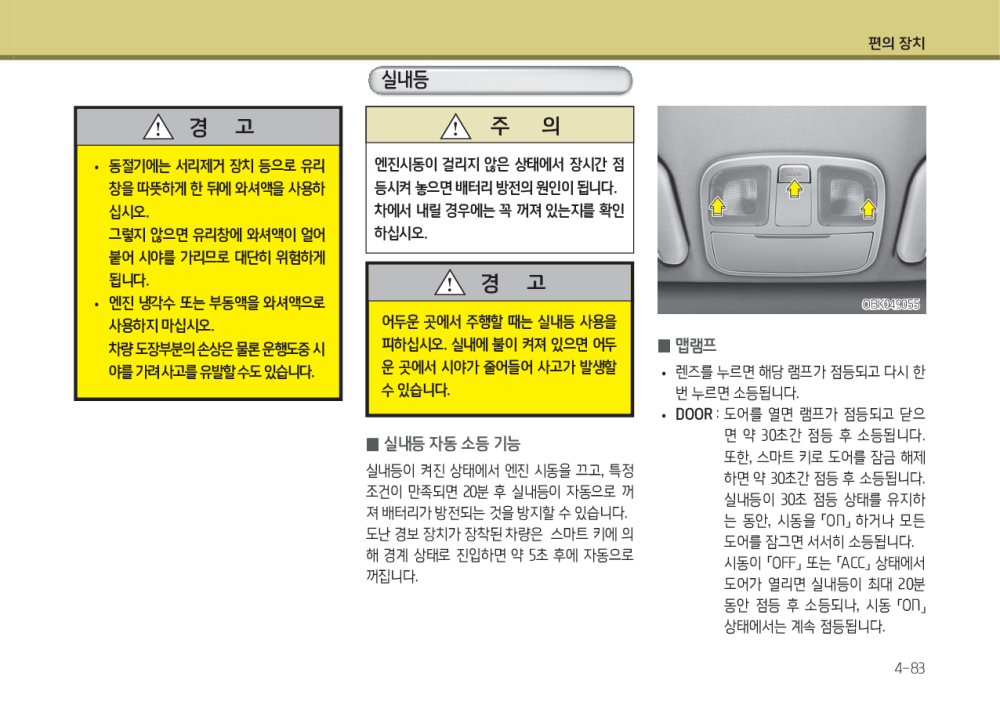 편의 장치
경 고
• 동절기에는 서리제거 장치 등으로 유리
창을 따뜻하게 한 뒤에 와셔액을 사용하
십시오.
그렇지 않으면 유리창에 와셔액이 얼어
붙어 시야를 가리므로 대단히 위험하게
됩니다.
• 엔진 냉각수 또는 부동액을 와셔액으로
사용하지 마십시오.
차량 도장부분의 손상은 물론 운행도중 시
야를 가려 사고를 유발할 수도 있습니다.
실내등
주 의
엔진시동이 걸리지 않은 상태에서 장시간 점
등시켜 놓으면 배터리 방전의 원인이 됩니다.
차에서 내릴 경우에는 꼭 꺼져 있는지를 확인
하십시오.
경 고
어두운 곳에서 주행할 때는 실내등 사용을
피하십시오. 실내에 불이 켜져 있으면 어두
운 곳에서 시야가 줄어들어 사고가 발생할
수 있습니다.
■ 실내등 자동 소등 기능
실내등이 켜진 상태에서 엔진 시동을 끄고, 특정
조건이 만족되면 20분 후 실내등이 자동으로 꺼
져 배터리가 방전되는 것을 방지할 수 있습니다.
도난 경보 장치가 장착된 차량은 스마트 키에 의
해 경계 상태로 진입하면 약 5초 후에 자동으로
꺼집니다.
OBK049055
■ 맵램프
• 렌즈를 누르면 해당 램프가 점등되고 다시 한
번 누르면 소등됩니다.
• DOOR : 도어를 열면 램프가 점등되고 닫으
면 약 30초간 점등 후 소등됩니다.
또한, 스마트 키로 도어를 잠금 해제
하면 약 30초간 점등 후 소등됩니다.
실내등이 30초 점등 상태를 유지하
는 동안, 시동을 「ON」 하거나 모든
도어를 잠그면 서서히 소등됩니다.
시동이 「OFF」 또는 「ACC」 상태에서
도어가 열리면 실내등이 최대 20분
동안 점등 후 소등되나, 시동 「ON」
상태에서는 계속 점등됩니다.
4-83